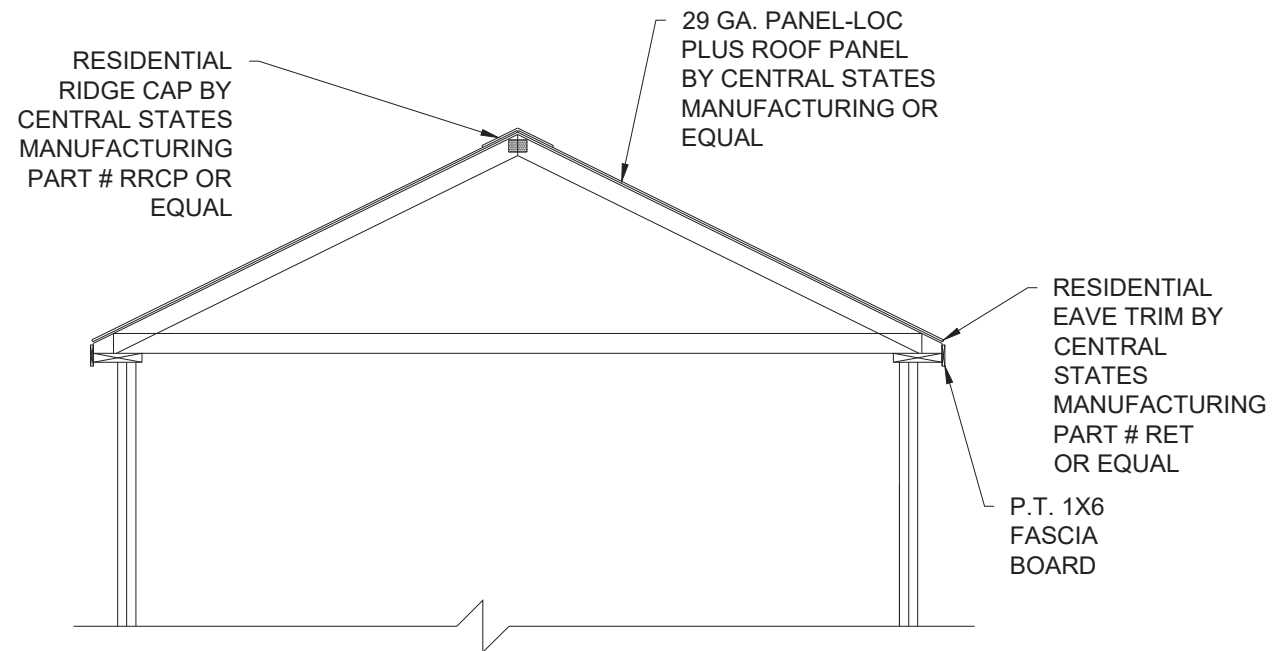 RESIDENTIAL
RIDGE CAP BY
CENTRAL STATES
MANUFACTURING
PART # RRCP OR
EQUAL
29 GA. PANEL-LOC
PLUS ROOF PANEL
BY CENTRAL STATES
MANUFACTURING OR
EQUAL
RESIDENTIAL
EAVE TRIM BY
CENTRAL
STATES
MANUFACTURING
PART # RET
OR EQUAL
P.T. 1X6
FASCIA
BOARD